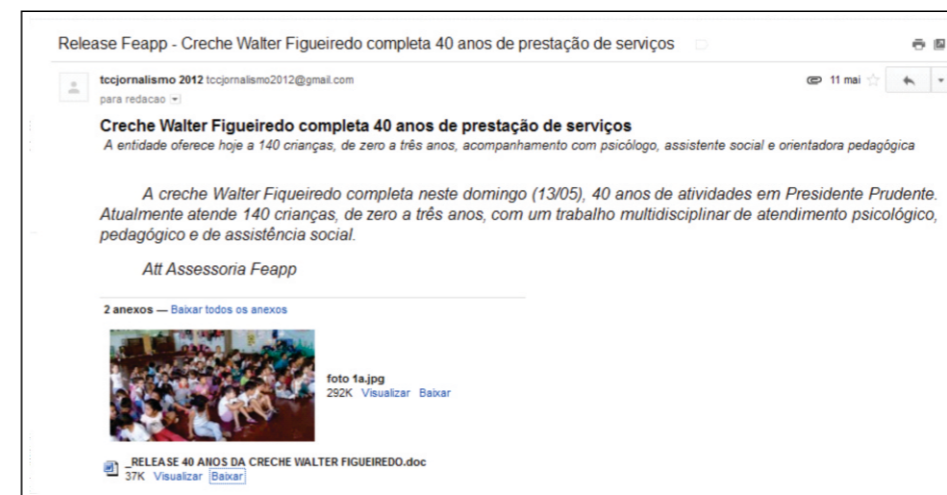 Release Feapp - Creche Walter Figueiredo completa 40 anos de prestação de serviços
tccjornalismo 2012 tccjornalismo2012@gmail.com
11 mai
para redacao
Creche Walter Figueiredo completa 40 anos de prestação de serviços
A entidade oferece hoje a 140 crianças, de zero a três anos, acompanhamento com psicólogo, assistente social e orientadora pedagógica
A creche Walter Fiqueiredo completa neste domingo (13/05), 40 anos de atividades em Presidente Prudente.
Atualmente atende 140 crianças, de zero a três anos, com um trabalho multidisciplinar de atendimento psicológico,
pedagógico e de assistência social.
Att Assessoria Feapp
2 anexos — Baixar todos os anexos
foto 1a.jpg
292K Visualizar Baixar
_RELEASE 40 ANOS DA CRECHE WALTER FIGUEIREDO.doc
37K Visualizar Baixar